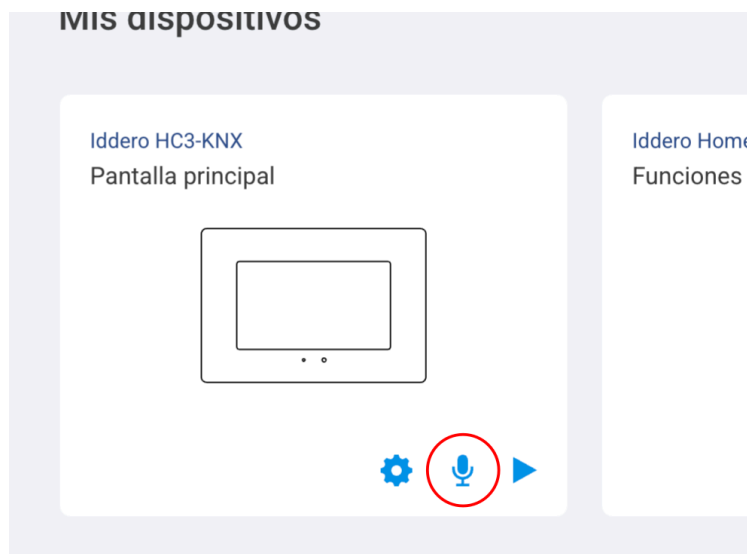 Mis dispositivos
Iddero HC3-KNX
Pantalla principal
Iddero Home
Funciones